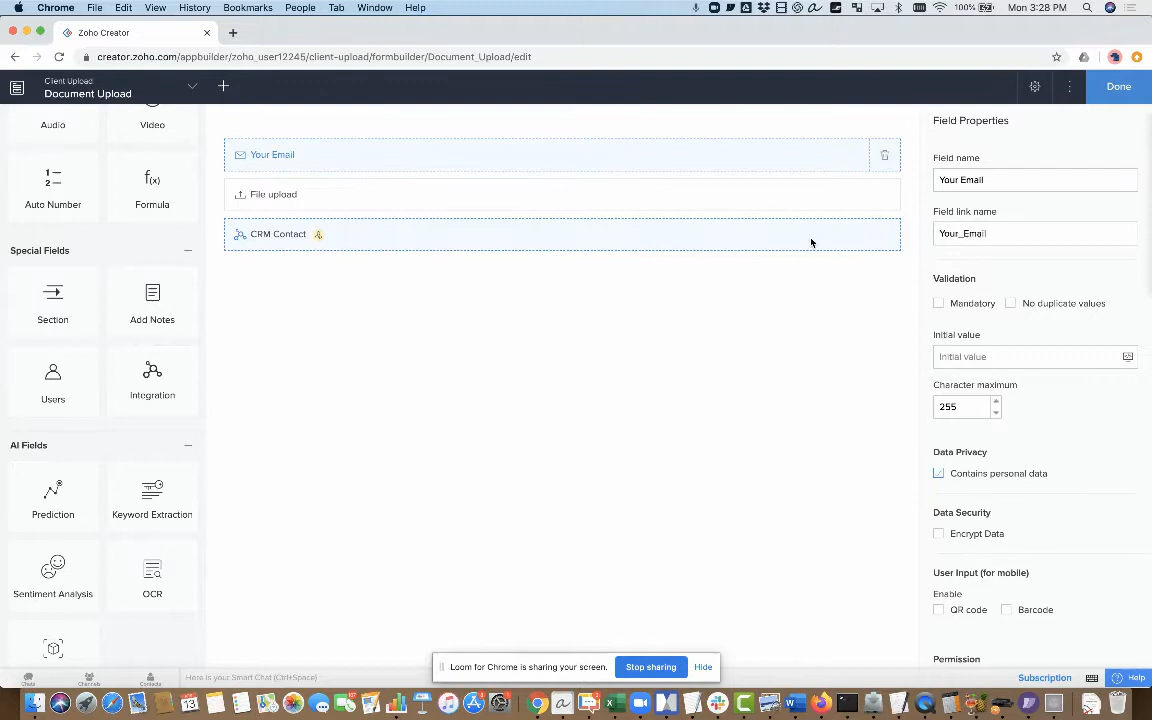 Chrome File Edit View History Bookmarks People Tab Window Help 100% Mon 3:28 PM
Zoho Creator
creator.zoho.com/appbuilder/zoho_user12245/client-upload/formbuilder/Document_Upload/edit
Client Upload
Document Upload
Done
Audio Video
Auto Number Formula
f(x)
Special Fields
Section Add Notes
Users Integration
AI Fields
Prediction Keyword Extraction
Sentiment Analysis OCR
Your Email
File upload
CRM Contact
Field Properties
Field name
Your Email
Field link name
Your_Email
Validation
Mandatory No duplicate values
Initial value
Initial value
Character maximum
255
Data Privacy
Contains personal data
Data Security
Encrypt Data
User Input (for mobile)
Enable
QR code Barcode
Permission
Loom for Chrome is sharing your screen. Stop sharing Hide
Chats Channels Contacts Here is your Smart Chat (Ctrl+Space) Subscription Help